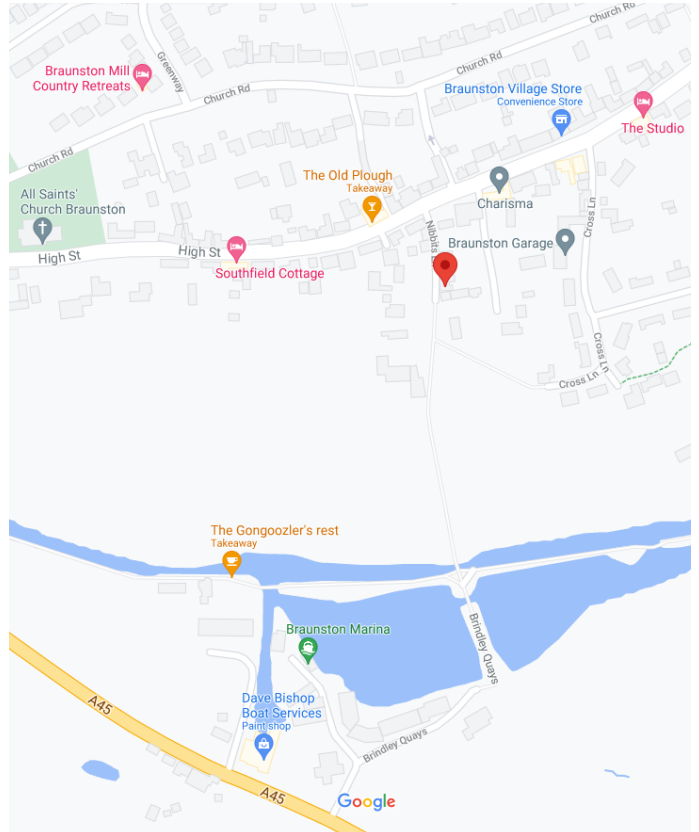 Braunston Mill
Country Retreats
Greenway
Church Rd
Church Rd
Church Rd
Church Rd
Braunston Village Store
Convenience Store
The Studio
All Saints'
Church Braunston
The Old Plough
Takeaway
Charisma
Cross Ln
Braunston Garage
High St
High St
Southfield Cottage
Nibbits
Cross Ln
Cross Ln
The Gongoozler's rest
Takeaway
Braunston Marina
Brindley Quays
Dave Bishop
Boat Services
Paint shop
A45
Brindley Quays
A45
Google